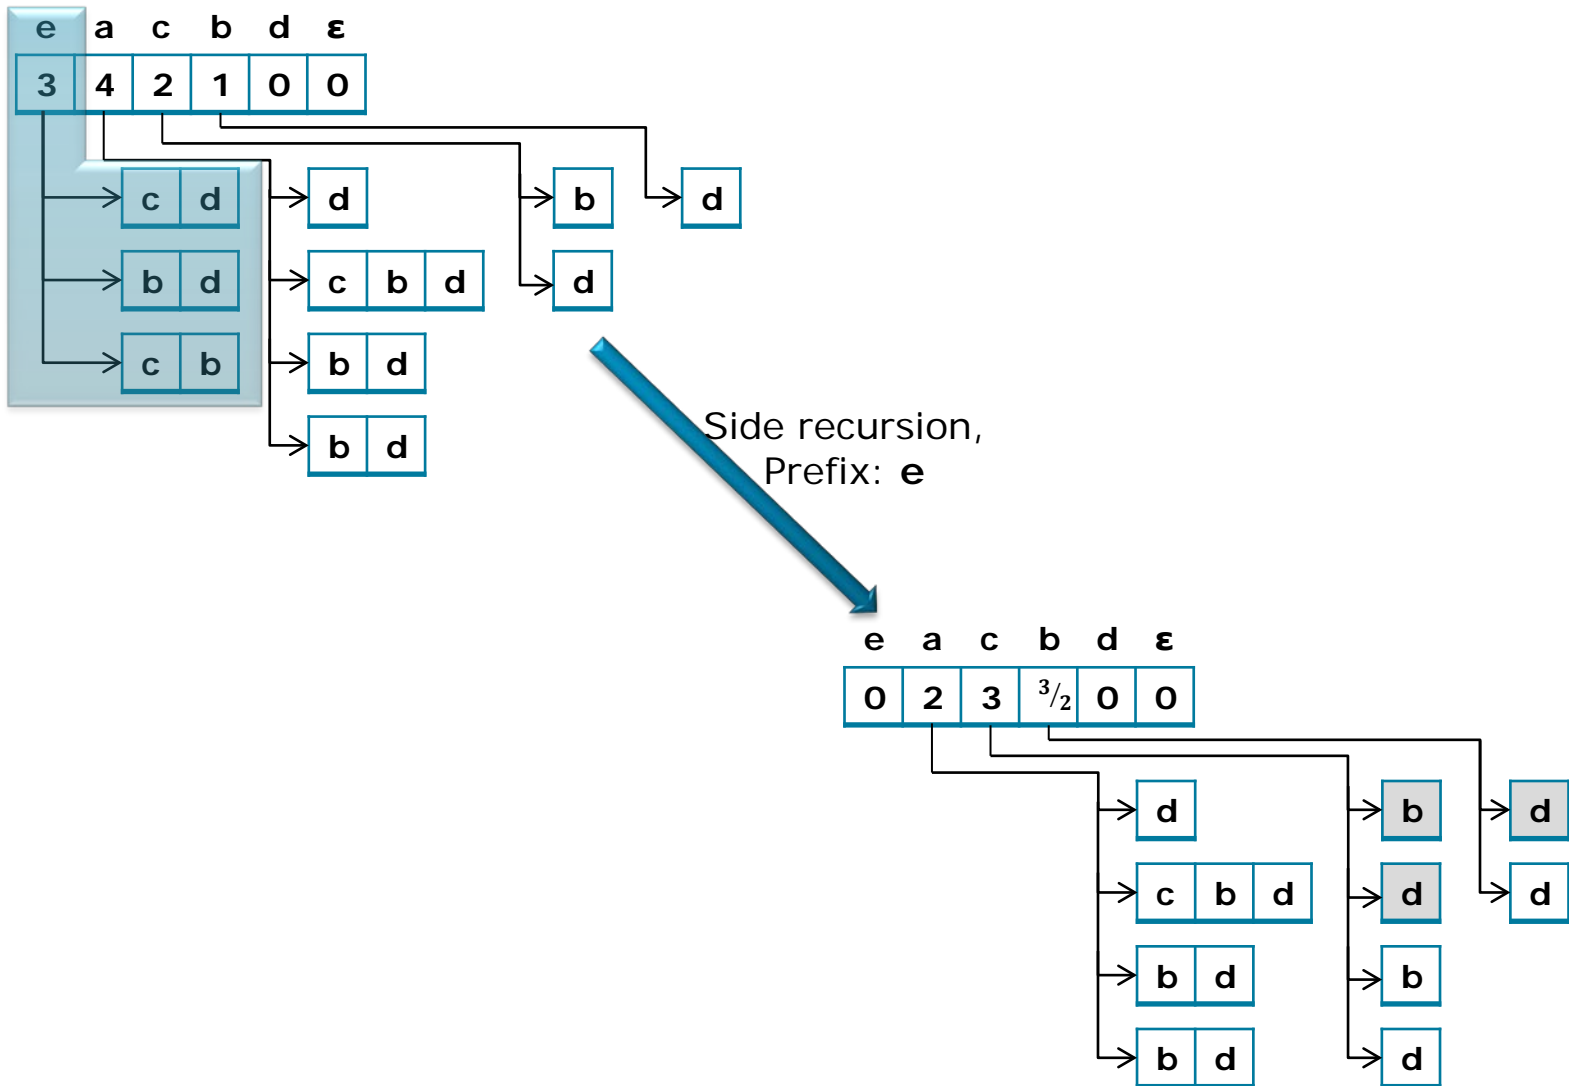 e a c b d ε
3 4 2 1 0 0
c d d b d
b d c b d d
c b b d
b d
Side recursion,
Prefix: e
e a c b d ε
0 2 3 3/2 0 0
d b d
c b d d d
b d b
b d d